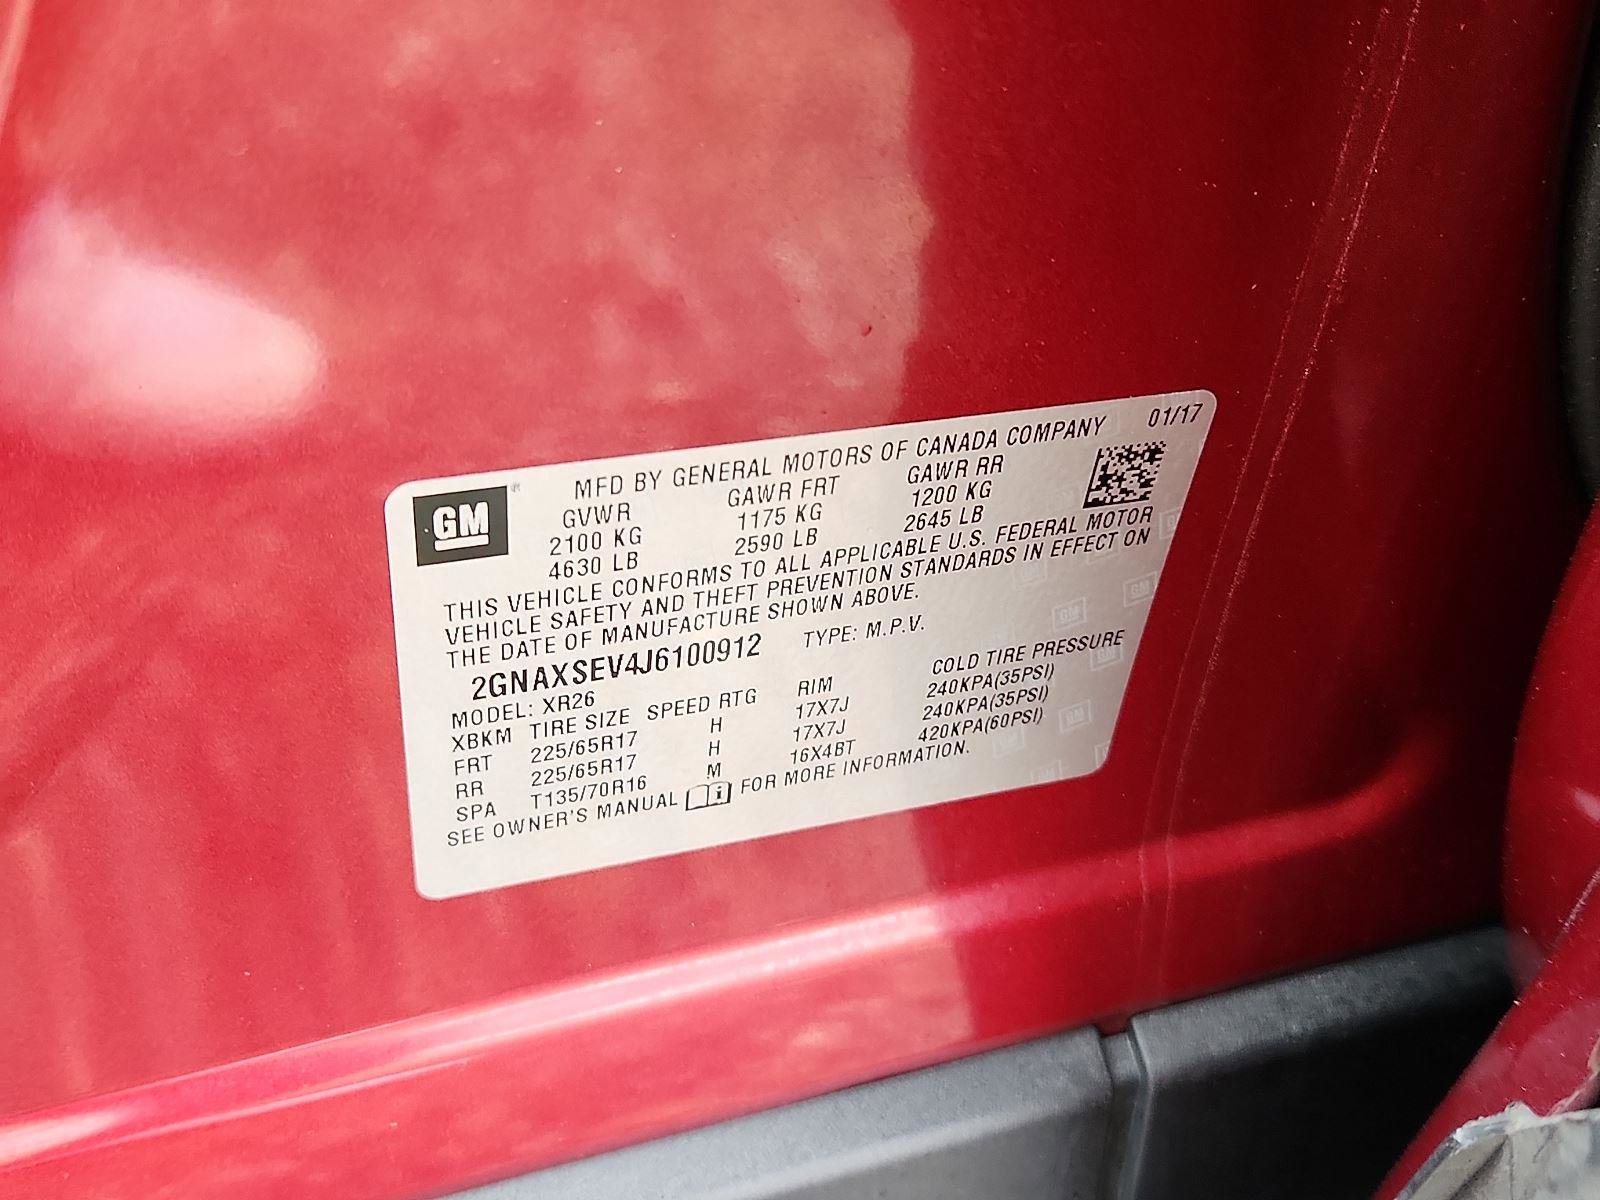 01/17
MFD BY GENERAL MOTORS OF CANADA COMPANY
GM®
GVWR GAWR FRT GAWR RR
2100 KG 1175 KG 1200 KG
4630 LB 2590 LB 2645 LB
THIS VEHICLE CONFORMS TO ALL APPLICABLE U.S. FEDERAL MOTOR
VEHICLE SAFETY AND THEFT PREVENTION STANDARDS IN EFFECT ON
THE DATE OF MANUFACTURE SHOWN ABOVE.
2GNAXSEV4J6100912 TYPE: M.P.V.
MODEL: XR26
XBKM TIRE SIZE SPEED RTG RIM COLD TIRE PRESSURE
FRT 225/65R17 H 17X7J 240KPA(35PSI)
RR 225/65R17 H 17X7J 240KPA(35PSI)
SPA T135/70R16 M 16X4BT 420KPA(60PSI)
SEE OWNER'S MANUAL FOR MORE INFORMATION.